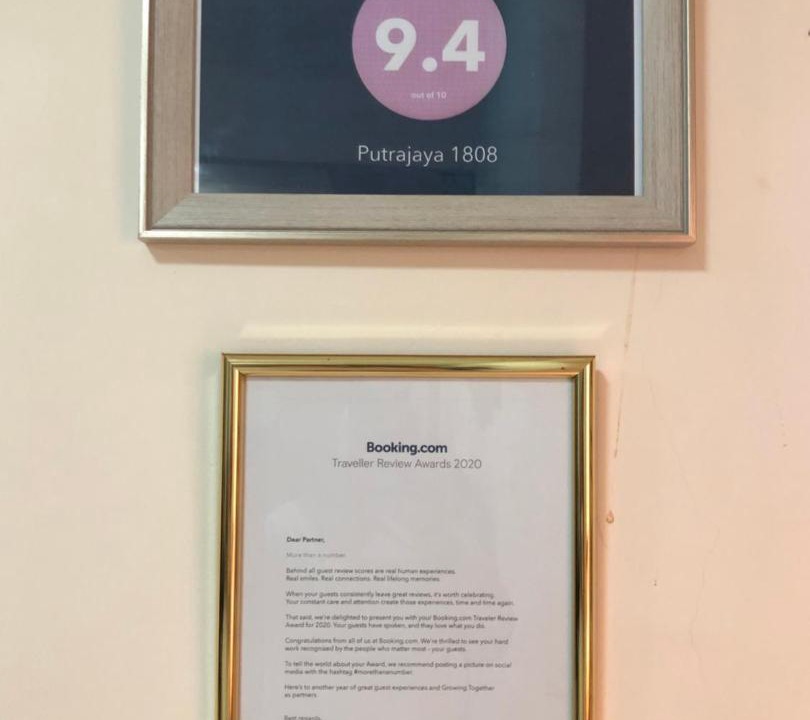 9.4
out of 10
Putrajaya 1808
Booking.com
Traveller Review Awards 2020
Dear Partner,
More than a number.
Behind all guest review scores are real human experiences.
Real smiles. Real connections. Real lifelong memories.
When your guests consistently leave great reviews, it's worth celebrating.
Your constant care and attention create those experiences, time and time again.
That said, we're delighted to present you with your Booking.com Traveller Review
Award for 2020. Your guests have spoken, and they love what you do.
Congratulations from all of us at Booking.com. We're thrilled to see your hard
work recognised by the people who matter most - your guests.
To tell the world about your Award, we recommend posting a picture on social
media with the hashtag #morethananumber.
Here's to another year of great guest experiences and Growing Together
as partners.
Best regards,